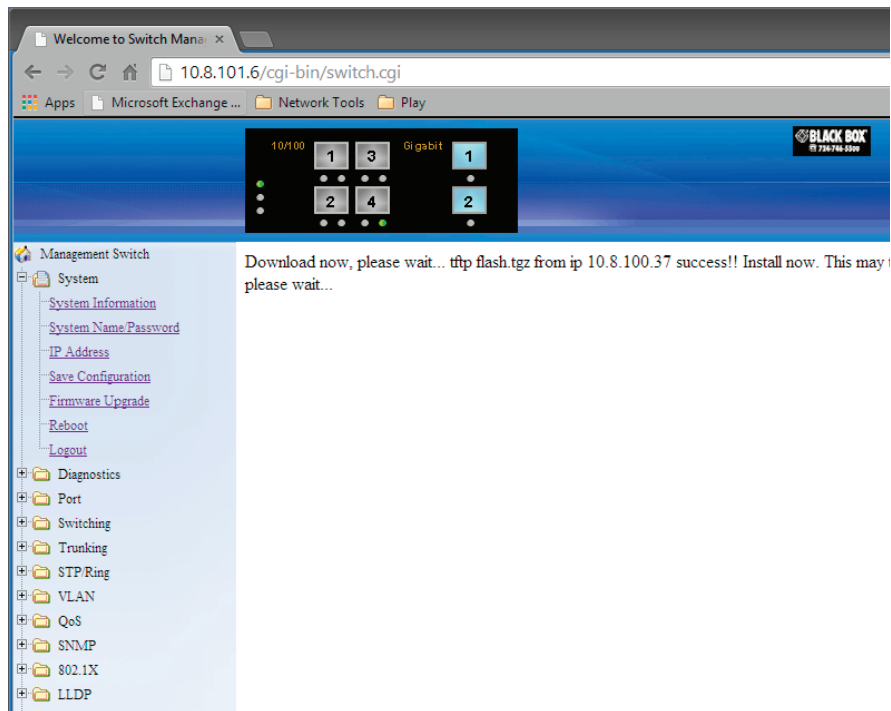 Welcome to Switch Mana
10.8.101.6/cgi-bin/switch.cgi
Apps Microsoft Exchange ... Network Tools Play
10/100 1 3 Gigabit 1
2 4 2
BLACK BOX
724-746-5500
Management Switch
System
System Information
System Name/Password
IP Address
Save Configuration
Firmware Upgrade
Reboot
Logout
Diagnostics
Port
Switching
Trunking
STP/Ring
VLAN
QoS
SNMP
802.1X
LLDP
Download now, please wait... tftp flash.tgz from ip 10.8.100.37 success!! Install now. This may
please wait...